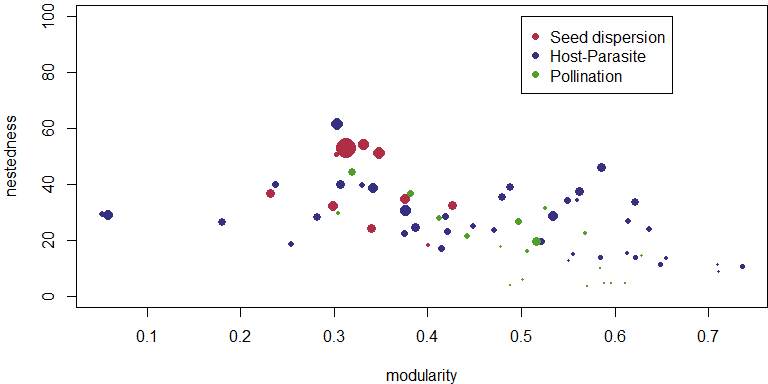 100
80
60
40
20
0
nestedness
Seed dispersion
Host-Parasite
Pollination
0.1 0.2 0.3 0.4 0.5 0.6 0.7
modularity